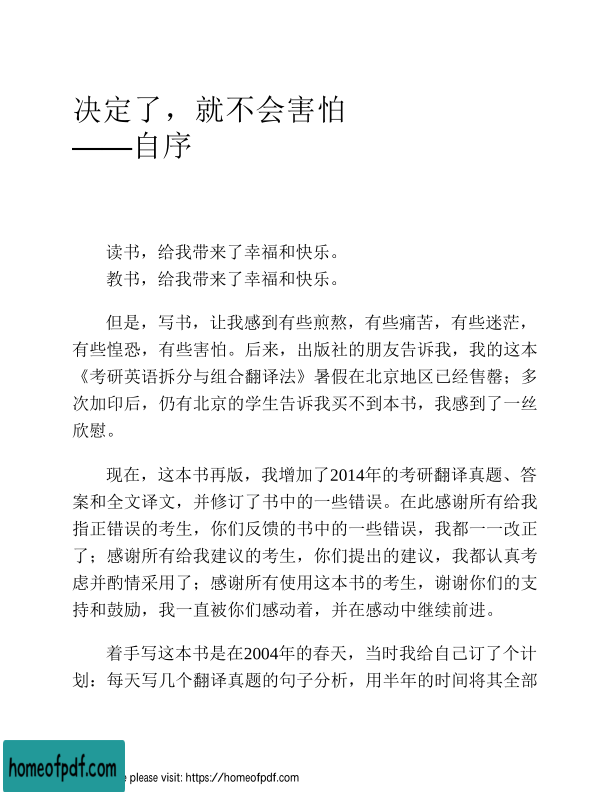 决定了，就不会害怕
——自序
读书，给我带来了幸福和快乐。
教书，给我带来了幸福和快乐。
但是，写书，让我感到有些煎熬，有些痛苦，有些迷茫，
有些惶恐，有些害怕。后来，出版社的朋友告诉我，我的这本
《考研英语拆分与组合翻译法》暑假在北京地区已经售罄；多
次加印后，仍有北京的学生告诉我买不到本书，我感到了一丝
欣慰。
现在，这本书再版，我增加了2014年的考研翻译真题、答
案和全文译文，并修订了书中的一些错误。在此感谢所有给我
指正错误的考生，你们反馈的书中的一些错误，我都一一改正
了；感谢所有给我建议的考生，你们提出的建议，我都认真考
虑并酌情采用了；感谢所有使用这本书的考生，谢谢你们的支
持和鼓励，我一直被你们感动着，并在感动中继续前进。
着手写这本书是在2004年的春天，当时我给自己订了个计
划：每天写几个翻译真题的句子分析，用半年的时间将其全部
homeofpdf.com
e please visit: https://homeofpdf.com